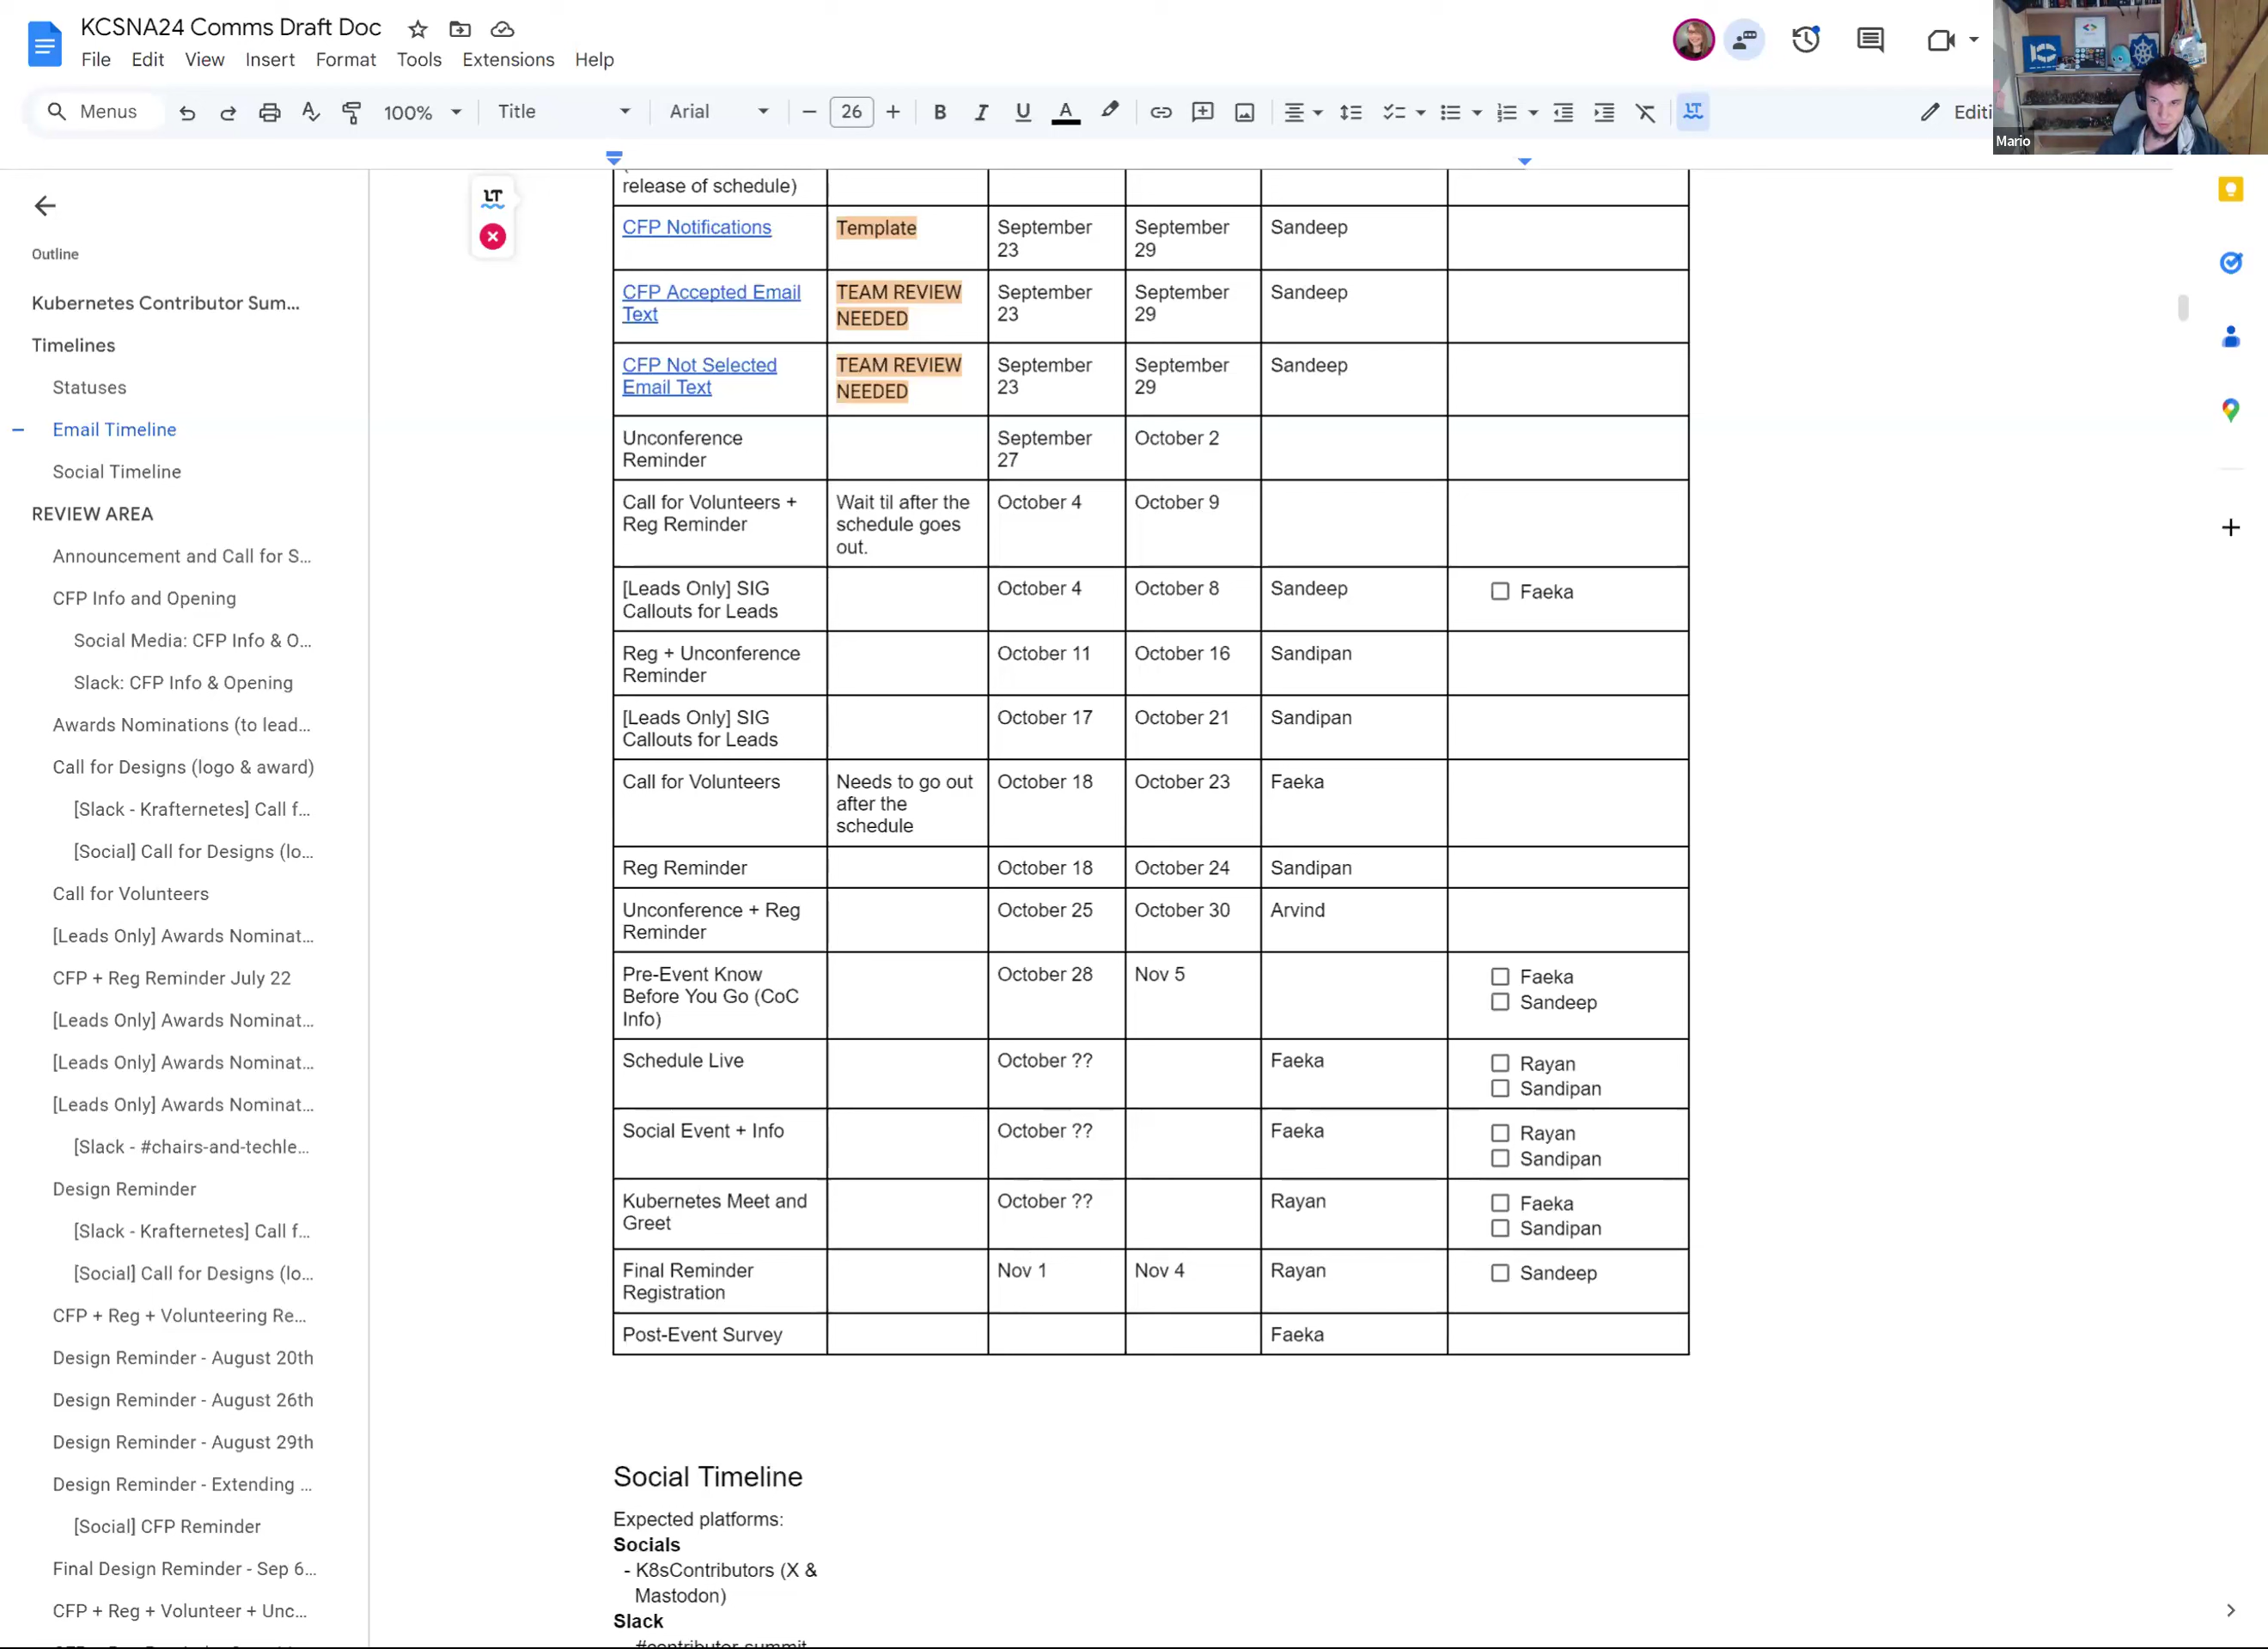 KCSNA24 Comms Draft Doc
File Edit View Insert Format Tools Extensions Help
Menus 100% Title Arial 26 B I U A LT Editi
Mario
LT
Outline
Kubernetes Contributor Sum...
Timelines
Statuses
Email Timeline
Social Timeline
REVIEW AREA
Announcement and Call for S...
CFP Info and Opening
Social Media: CFP Info & O...
Slack: CFP Info & Opening
Awards Nominations (to lead...
Call for Designs (logo & award)
[Slack - Krafternetes] Call f...
[Social] Call for Designs (lo...
Call for Volunteers
[Leads Only] Awards Nominat...
CFP + Reg Reminder July 22
[Leads Only] Awards Nominat...
[Leads Only] Awards Nominat...
[Leads Only] Awards Nominat...
[Slack - #chairs-and-techle...
Design Reminder
[Slack - Krafternetes] Call f...
[Social] Call for Designs (lo...
CFP + Reg + Volunteering Re...
Design Reminder - August 20th
Design Reminder - August 26th
Design Reminder - August 29th
Design Reminder - Extending ...
[Social] CFP Reminder
Final Design Reminder - Sep 6...
CFP + Reg + Volunteer + Unc...
release of schedule)
CFP Notifications Template September 23 September 29 Sandeep
CFP Accepted Email Text TEAM REVIEW NEEDED September 23 September 29 Sandeep
CFP Not Selected Email Text TEAM REVIEW NEEDED September 23 September 29 Sandeep
Unconference Reminder September 27 October 2
Call for Volunteers + Reg Reminder Wait til after the schedule goes out. October 4 October 9
[Leads Only] SIG Callouts for Leads October 4 October 8 Sandeep Faeka
Reg + Unconference Reminder October 11 October 16 Sandipan
[Leads Only] SIG Callouts for Leads October 17 October 21 Sandipan
Call for Volunteers Needs to go out after the schedule October 18 October 23 Faeka
Reg Reminder October 18 October 24 Sandipan
Unconference + Reg Reminder October 25 October 30 Arvind
Pre-Event Know Before You Go (CoC Info) October 28 Nov 5 Faeka Sandeep
Schedule Live October ?? Faeka Rayan Sandipan
Social Event + Info October ?? Faeka Rayan Sandipan
Kubernetes Meet and Greet October ?? Rayan Faeka Sandipan
Final Reminder Registration Nov 1 Nov 4 Rayan Sandeep
Post-Event Survey Faeka
Social Timeline
Expected platforms:
Socials
- K8sContributors (X &
Mastodon)
Slack
#contributor-summit